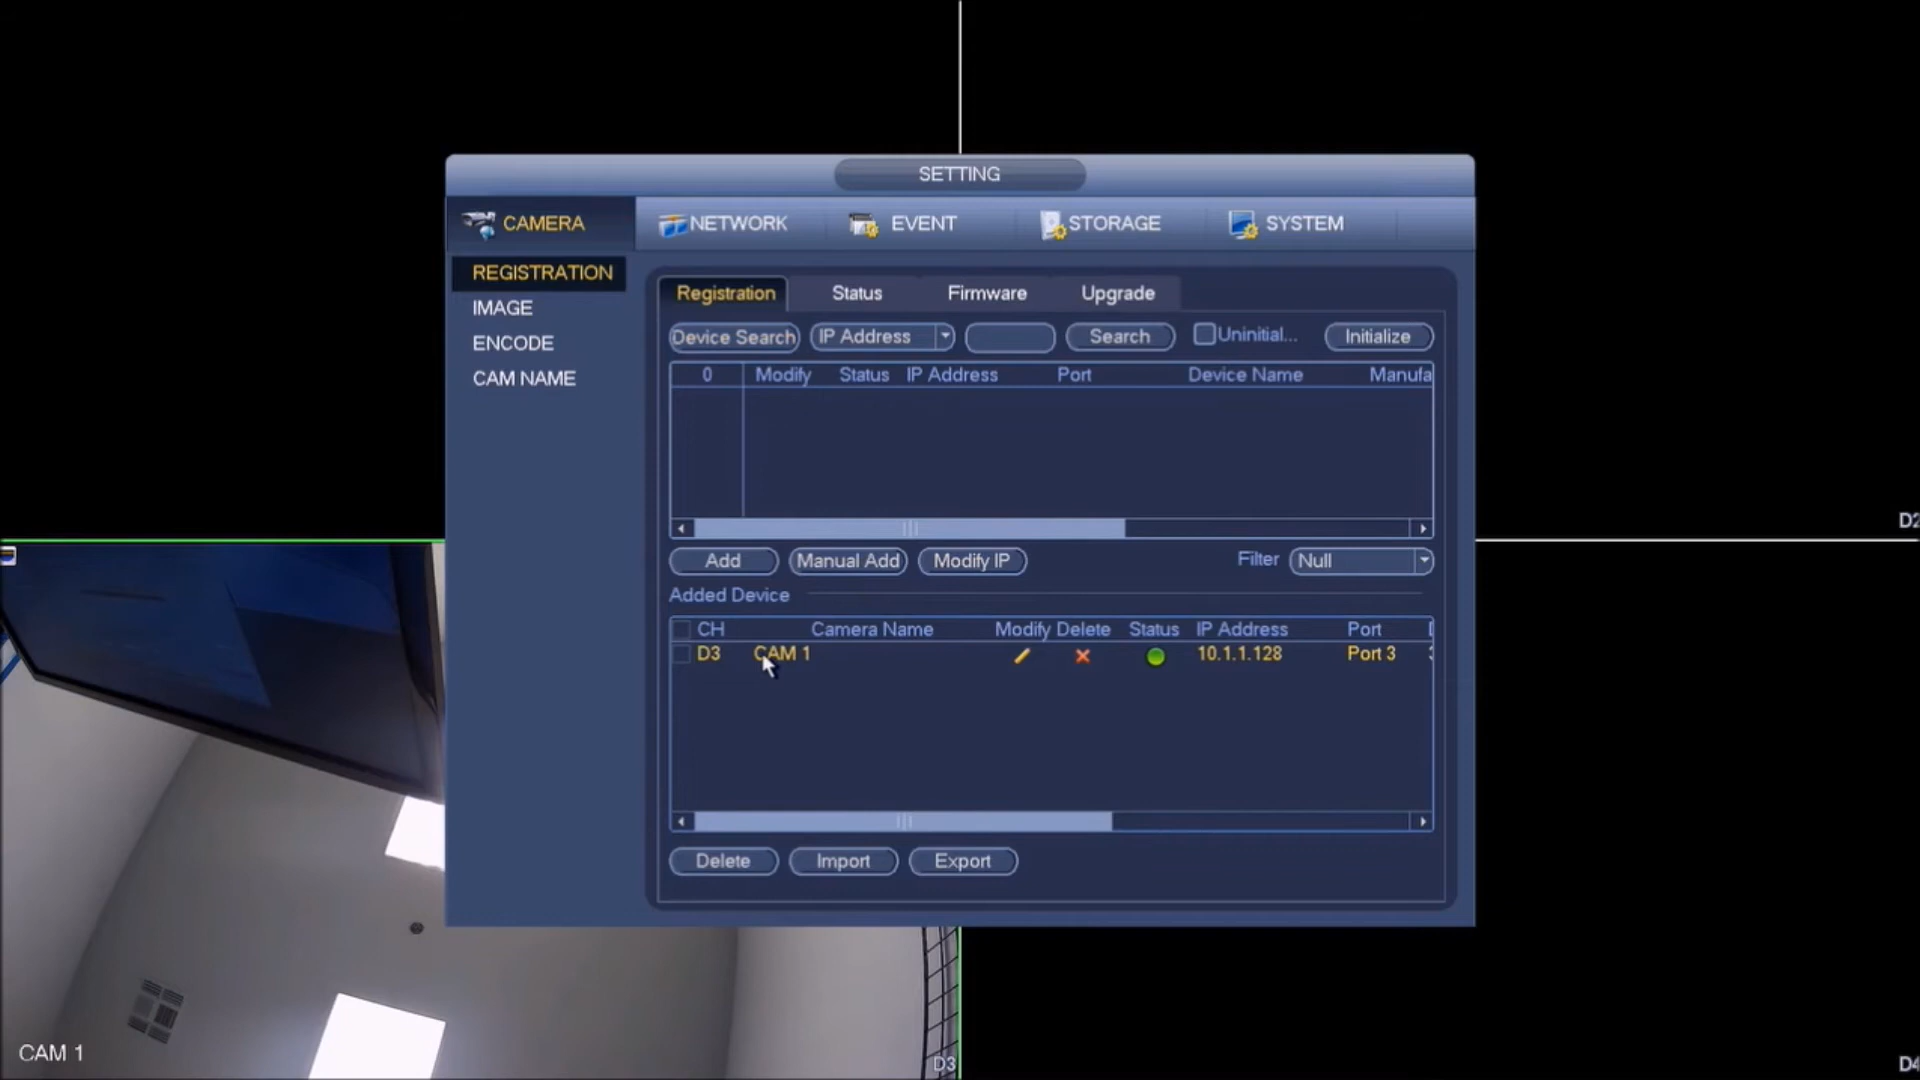 SETTING
CAMERA NETWORK EVENT STORAGE SYSTEM
REGISTRATION
IMAGE
ENCODE
CAM NAME
Registration Status Firmware Upgrade
Device Search IP Address Search Uninitial... Initialize
0 Modify Status IP Address Port Device Name Manufa
D2
Add Manual Add Modify IP Filter Null
Added Device
CH Camera Name Modify Delete Status IP Address Port
D3 CAM 1 10.1.1.128 Port 3
Delete Import Export
CAM 1
D3
D4